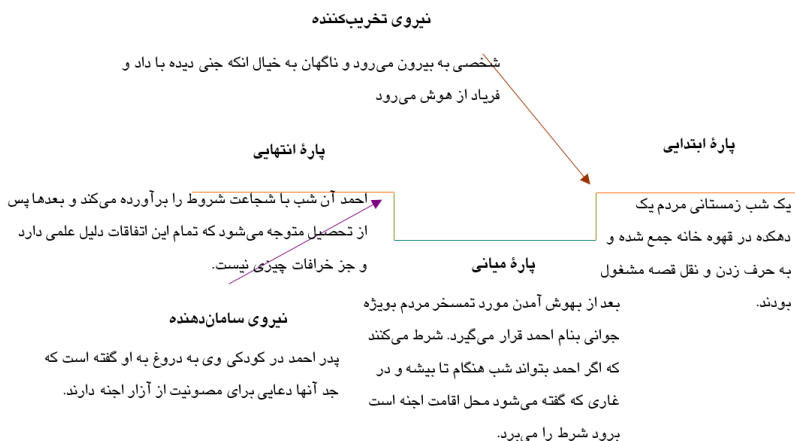 نیروی تخریب‌کننده
شخصی به بیرون می‌رود و ناگهان به خیال انکه جنی دیده با داد و
فریاد از هوش می‌رود
پارۀ ابتدایی
یک شب زمستانی مردم یک
دهکده در قهوه خانه جمع شده و
به حرف زدن و نقل قصه مشغول
بودند.
پارۀ انتهایی
احمد آن شب با شجاعت شروط را برآورده می‌کند و بعدها پس
از تحصیل متوجه می‌شود که تمام این اتفاقات دلیل علمی دارد
و جز خرافات چیزی نیست.
پارۀ میانی
بعد از بهوش آمدن مورد تمسخر مردم بویژه
جوانی بنام احمد قرار می‌گیرد. شرط می‌کنند
که اگر احمد بتواند شب هنگام تا بیشه و در
غاری که گفته می‌شود محل اقامت اجنه است
برود شرط را می‌برد.
نیروی سامان‌دهنده
پدر احمد در کودکی وی به دروغ به او گفته است که
جد آنها دعایی برای مصونیت از آزار اجنه دارند.